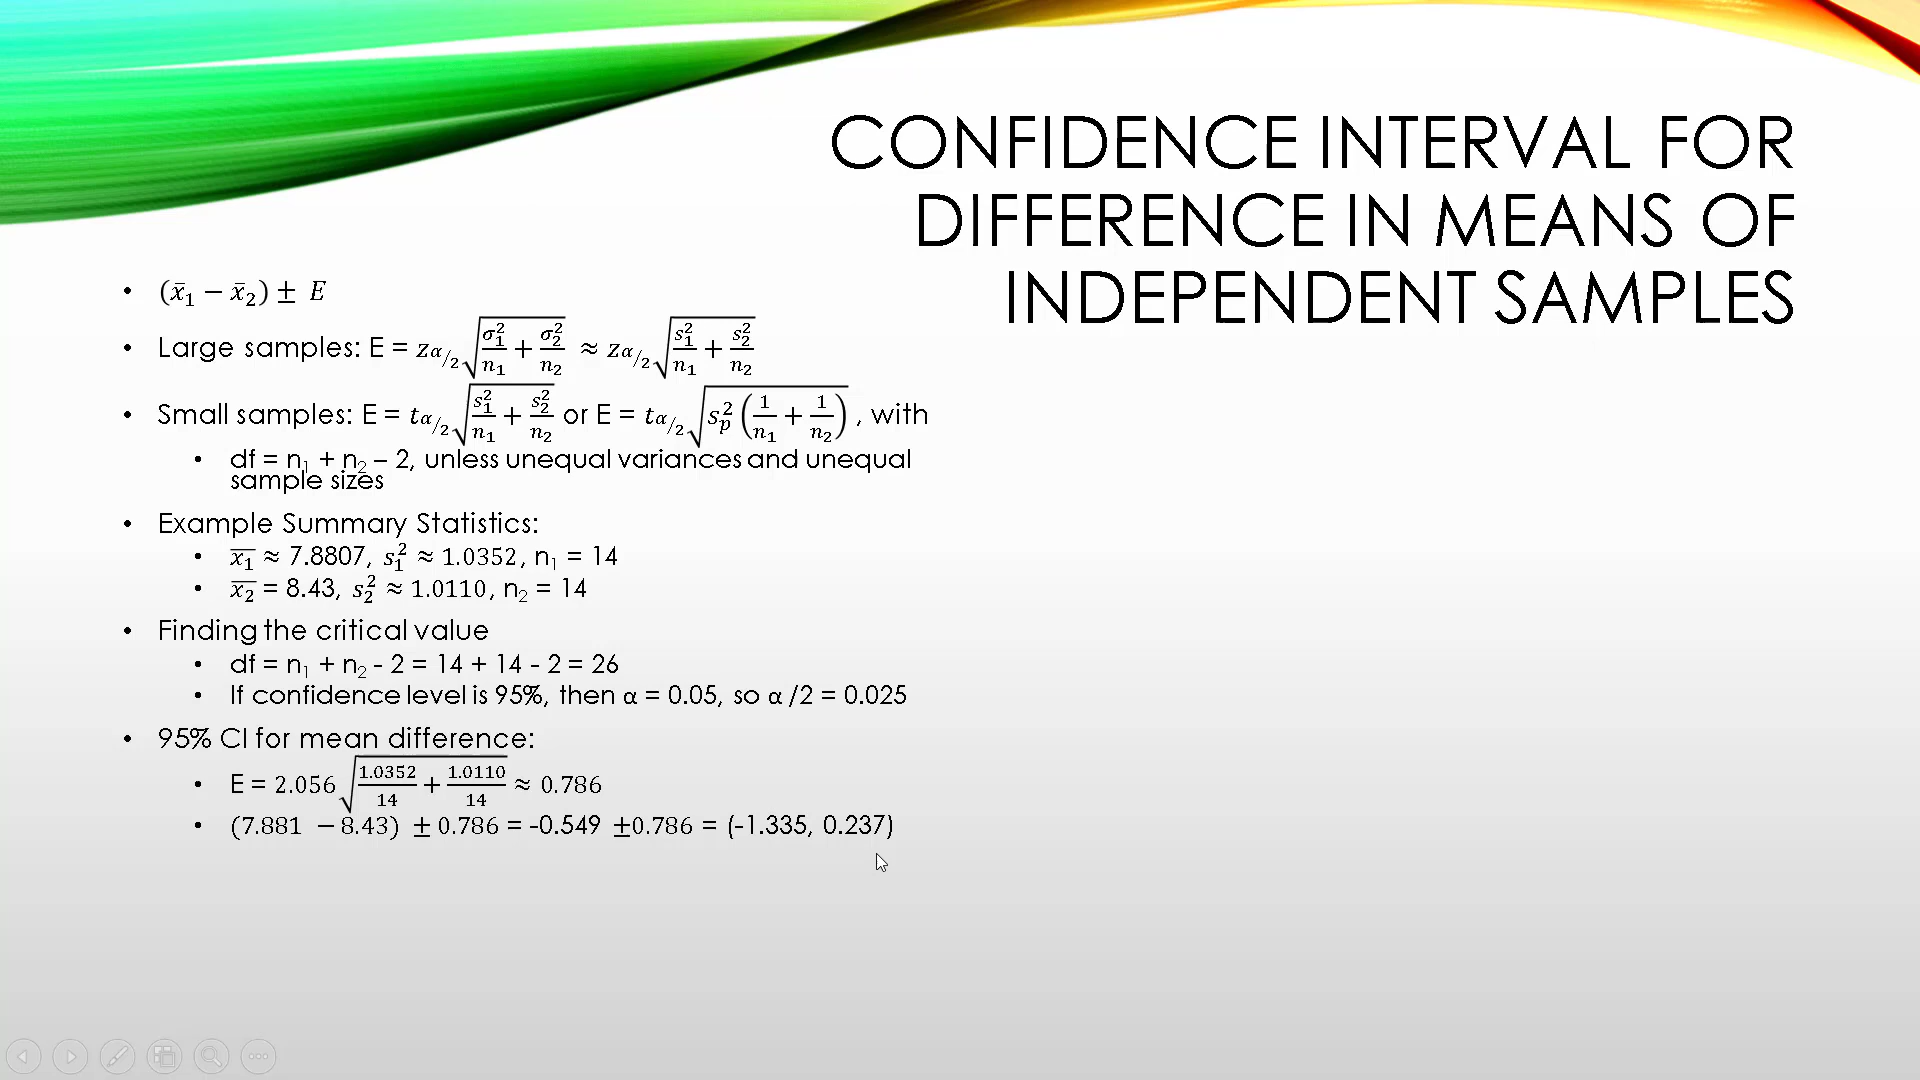 CONFIDENCE INTERVAL FOR
DIFFERENCE IN MEANS OF
INDEPENDENT SAMPLES
• (x̄₁ − x̄₂) ± E
• Large samples: E = z_{α/2} √(σ₁²/n₁ + σ₂²/n₂) ≈ z_{α/2} √(s₁²/n₁ + s₂²/n₂)
• Small samples: E = t_{α/2} √(s₁²/n₁ + s₂²/n₂) or E = t_{α/2} √(s_p² (1/n₁ + 1/n₂)) , with
• df = n₁ + n₂ – 2, unless unequal variances and unequal
sample sizes
• Example Summary Statistics:
• x̄₁ ≈ 7.8807, s₁² ≈ 1.0352, n₁ = 14
• x̄₂ = 8.43, s₂² ≈ 1.0110, n₂ = 14
• Finding the critical value
• df = n₁ + n₂ - 2 = 14 + 14 - 2 = 26
• If confidence level is 95%, then α = 0.05, so α /2 = 0.025
• 95% CI for mean difference:
• E = 2.056 √(1.0352/14 + 1.0110/14) ≈ 0.786
• (7.881 − 8.43) ± 0.786 = -0.549 ±0.786 = (-1.335, 0.237)